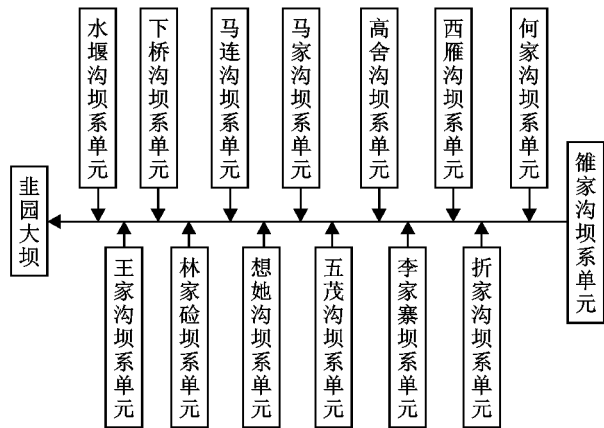 水堰沟坝系单元
下桥沟坝系单元
马连沟坝系单元
马家沟坝系单元
高舍沟坝系单元
西雁沟坝系单元
何家沟坝系单元
韭园大坝
雒家沟坝系单元
王家沟坝系单元
林家硷坝系单元
想她沟坝系单元
五茂沟坝系单元
李家寨坝系单元
折家沟坝系单元